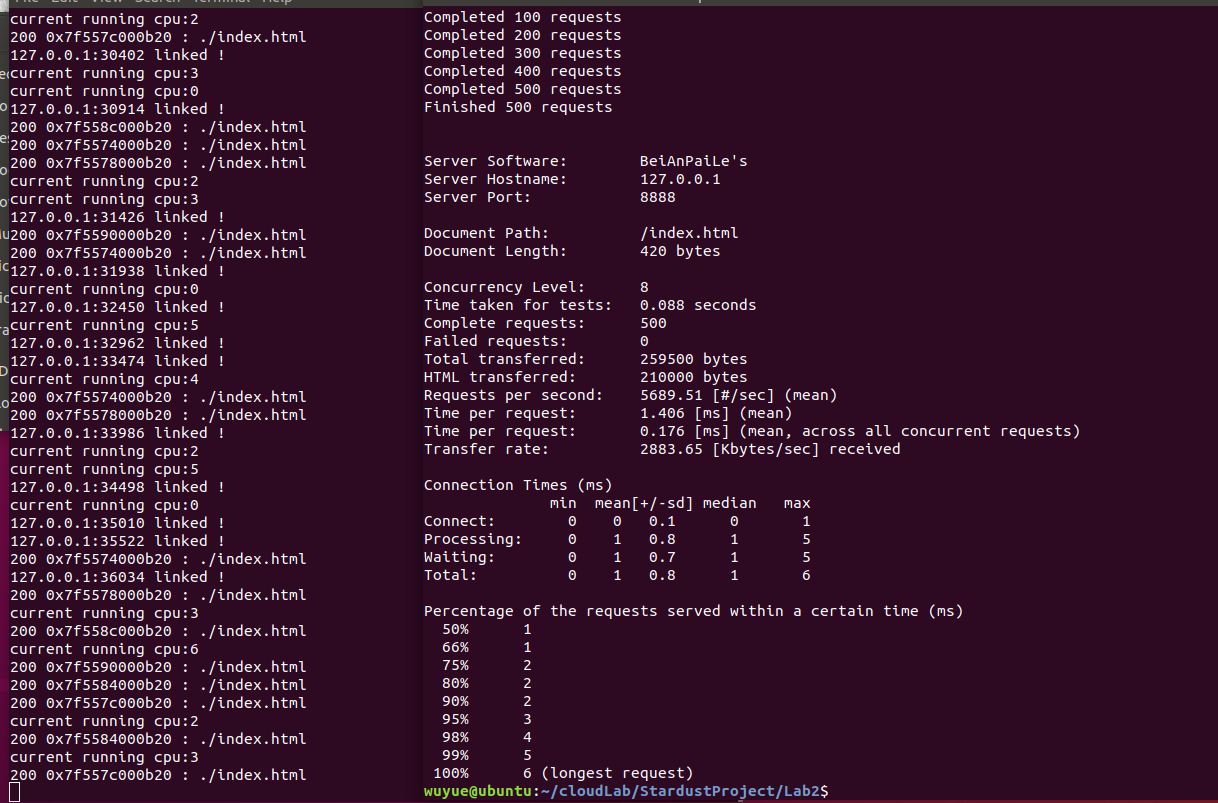 File Edit View Search Terminal Help
current running cpu:2
200 0x7f557c000b20 : ./index.html
127.0.0.1:30402 linked !
current running cpu:3
current running cpu:0
127.0.0.1:30914 linked !
200 0x7f558c000b20 : ./index.html
200 0x7f5574000b20 : ./index.html
200 0x7f5578000b20 : ./index.html
current running cpu:2
current running cpu:3
127.0.0.1:31426 linked !
200 0x7f5590000b20 : ./index.html
200 0x7f5574000b20 : ./index.html
127.0.0.1:31938 linked !
current running cpu:0
127.0.0.1:32450 linked !
current running cpu:5
127.0.0.1:32962 linked !
127.0.0.1:33474 linked !
current running cpu:4
200 0x7f5574000b20 : ./index.html
200 0x7f5578000b20 : ./index.html
127.0.0.1:33986 linked !
current running cpu:2
current running cpu:5
127.0.0.1:34498 linked !
current running cpu:0
127.0.0.1:35010 linked !
127.0.0.1:35522 linked !
200 0x7f5574000b20 : ./index.html
127.0.0.1:36034 linked !
200 0x7f5578000b20 : ./index.html
current running cpu:3
200 0x7f558c000b20 : ./index.html
current running cpu:6
200 0x7f5590000b20 : ./index.html
200 0x7f5584000b20 : ./index.html
200 0x7f557c000b20 : ./index.html
current running cpu:2
200 0x7f5584000b20 : ./index.html
current running cpu:3
200 0x7f557c000b20 : ./index.html
Completed 100 requests
Completed 200 requests
Completed 300 requests
Completed 400 requests
Completed 500 requests
Finished 500 requests
Server Software: BeiAnPaiLe's
Server Hostname: 127.0.0.1
Server Port: 8888
Document Path: /index.html
Document Length: 420 bytes
Concurrency Level: 8
Time taken for tests: 0.088 seconds
Complete requests: 500
Failed requests: 0
Total transferred: 259500 bytes
HTML transferred: 210000 bytes
Requests per second: 5689.51 [#/sec] (mean)
Time per request: 1.406 [ms] (mean)
Time per request: 0.176 [ms] (mean, across all concurrent requests)
Transfer rate: 2883.65 [Kbytes/sec] received
Connection Times (ms)
min mean[+/-sd] median max
Connect: 0 0 0.1 0 1
Processing: 0 1 0.8 1 5
Waiting: 0 1 0.7 1 5
Total: 0 1 0.8 1 6
Percentage of the requests served within a certain time (ms)
50% 1
66% 1
75% 2
80% 2
90% 2
95% 3
98% 4
99% 5
100% 6 (longest request)
wuyue@ubuntu:~/cloudLab/StardustProject/Lab2$